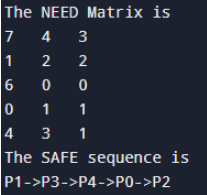 The NEED Matrix is
7 4 3
1 2 2
6 0 0
0 1 1
4 3 1
The SAFE sequence is
P1->P3->P4->P0->P2